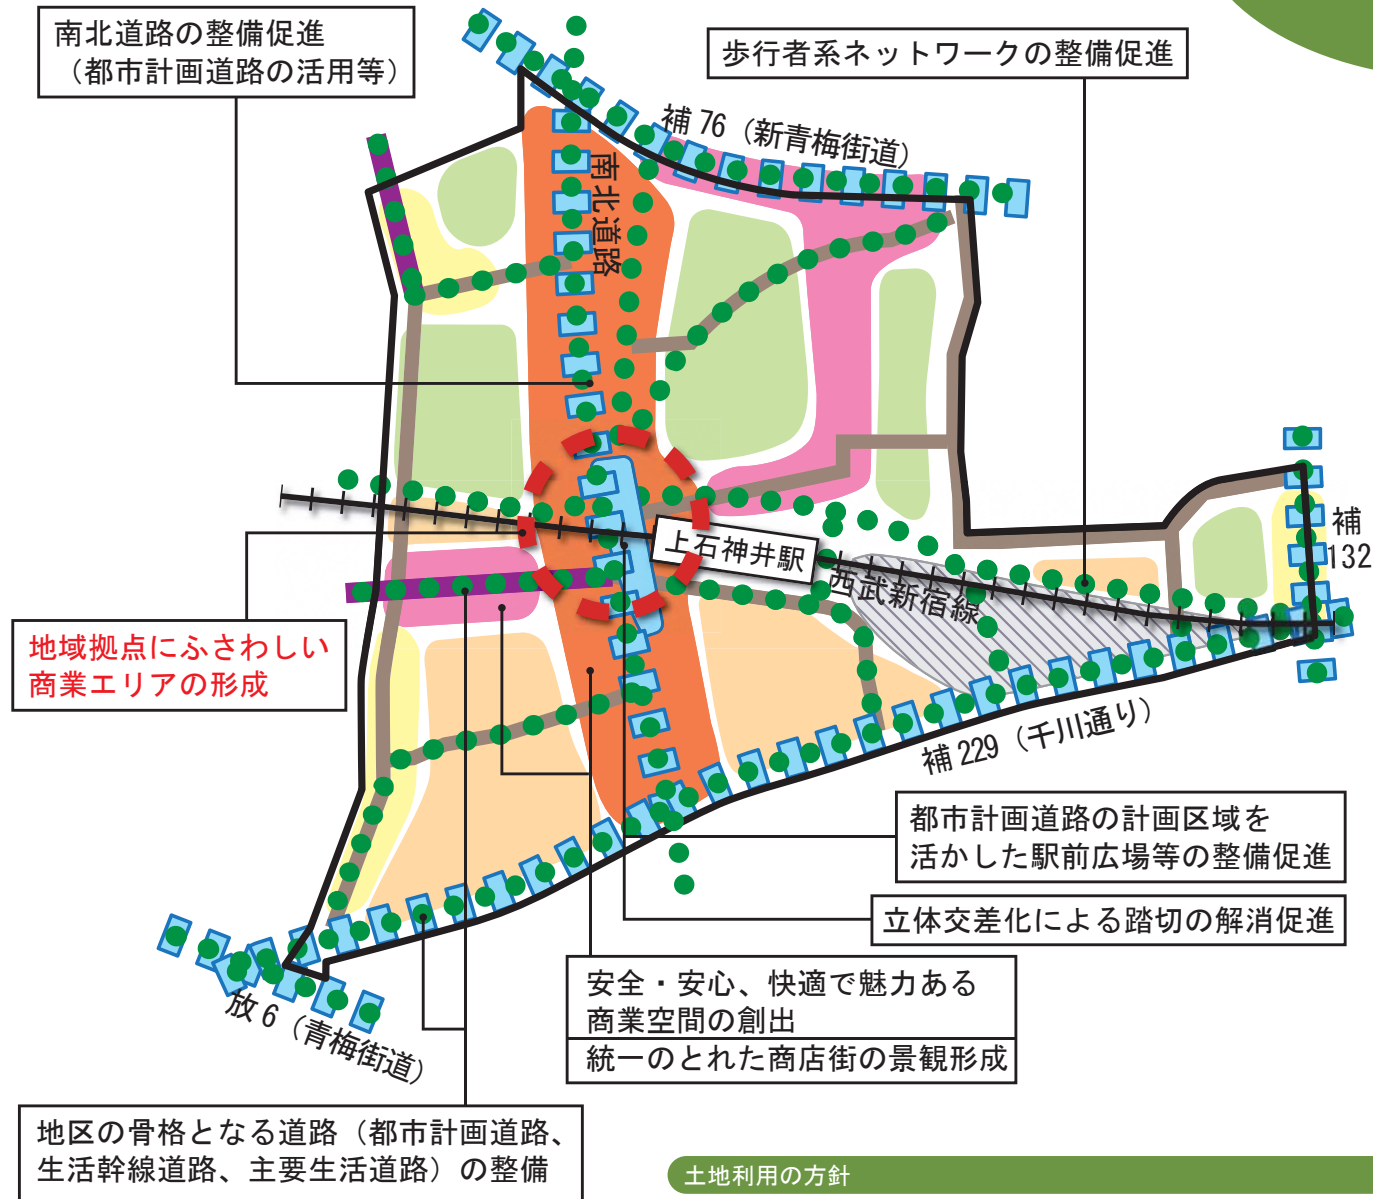 南北道路の整備促進
（都市計画道路の活用等）
歩行者系ネットワークの整備促進
補 76（新青梅街道）
南北道路
上石神井駅
西武新宿線
補
132
地域拠点にふさわしい
商業エリアの形成
補 229（千川通り）
都市計画道路の計画区域を
活かした駅前広場等の整備促進
立体交差化による踏切の解消促進
安全・安心、快適で魅力ある
商業空間の創出
統一のとれた商店街の景観形成
放 6（青梅街道）
地区の骨格となる道路（都市計画道路、
生活幹線道路、主要生活道路）の整備
土地利用の方針